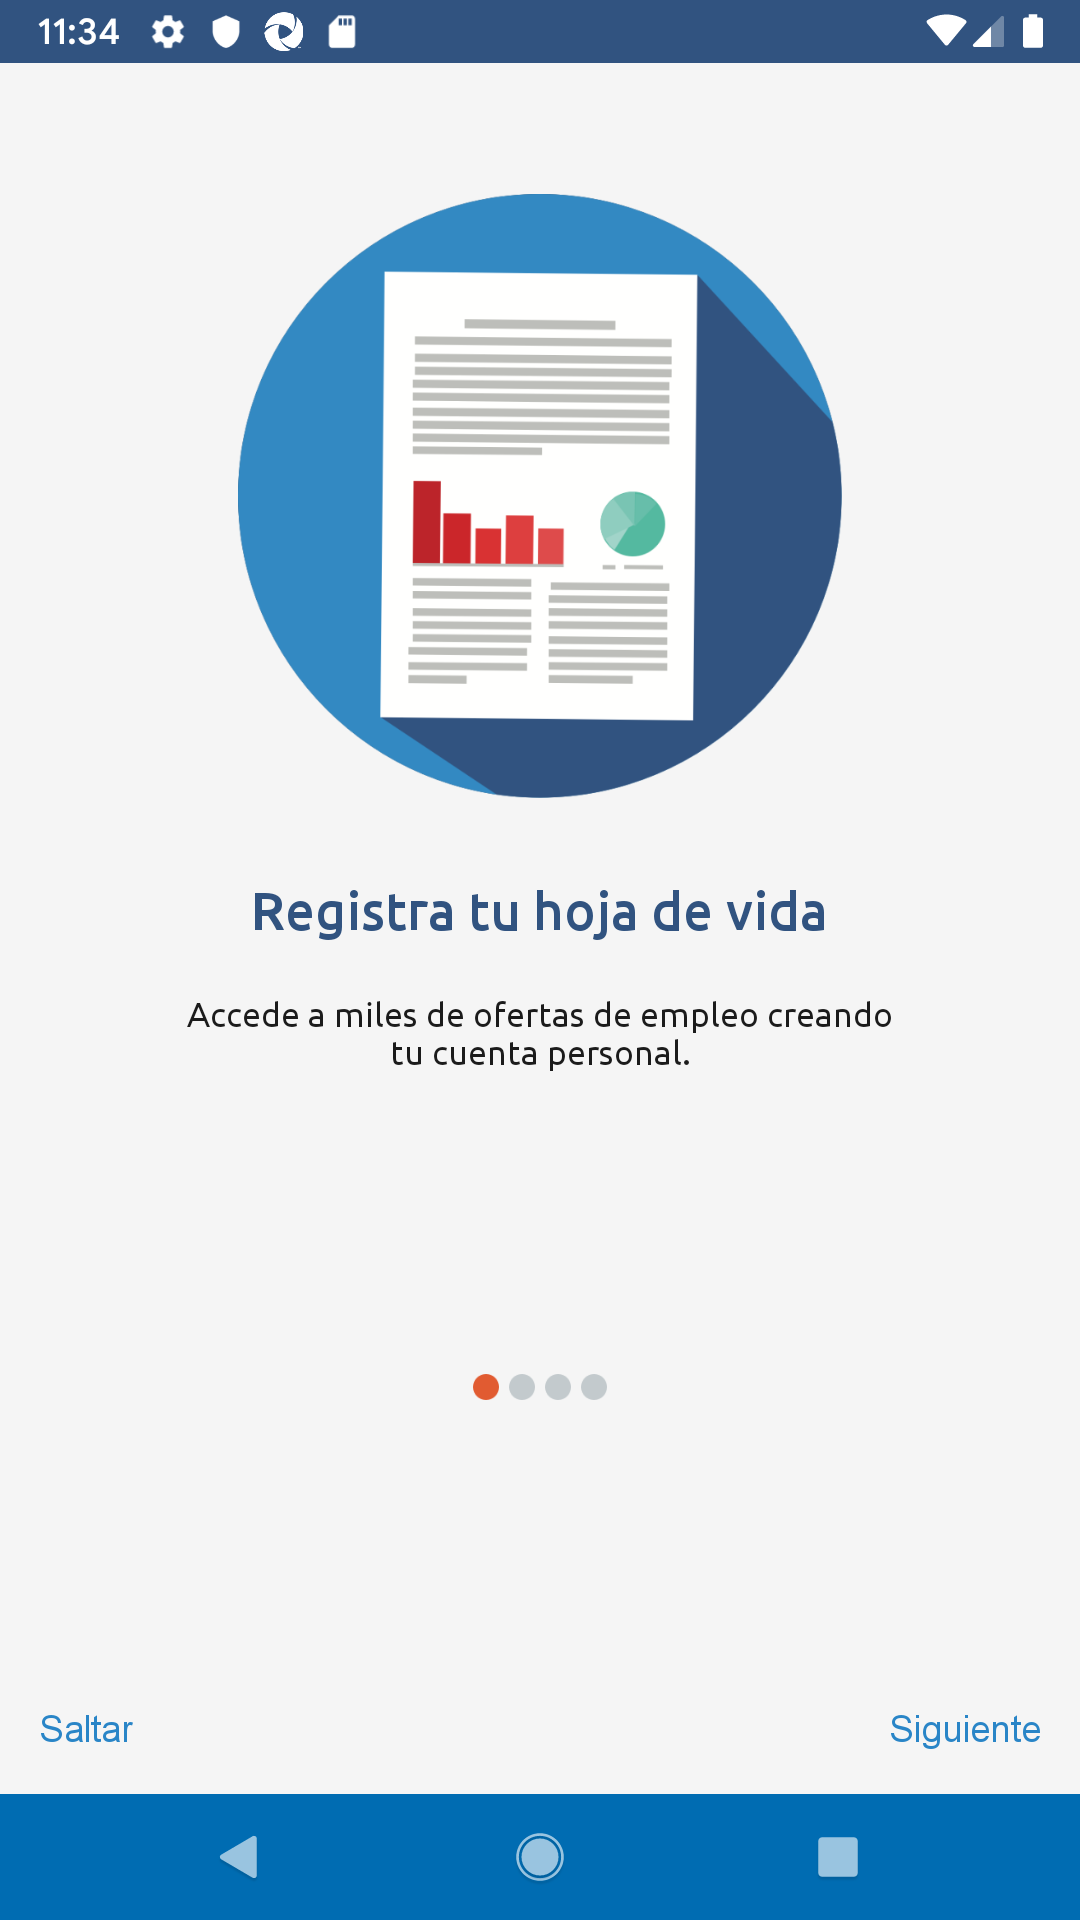 11:34
Registra tu hoja de vida
Accede a miles de ofertas de empleo creando
tu cuenta personal.
Saltar
Siguiente